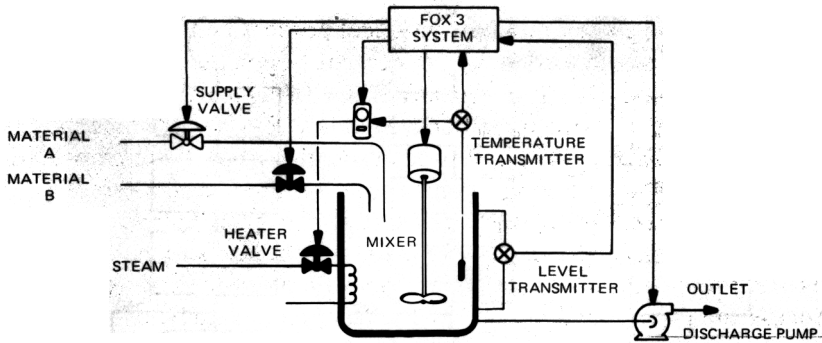 FOX 3
SYSTEM
SUPPLY
VALVE
MATERIAL
A
TEMPERATURE
TRANSMITTER
MATERIAL
B
HEATER
VALVE
MIXER
STEAM
LEVEL
TRANSMITTER
OUTLET
DISCHARGE PUMP